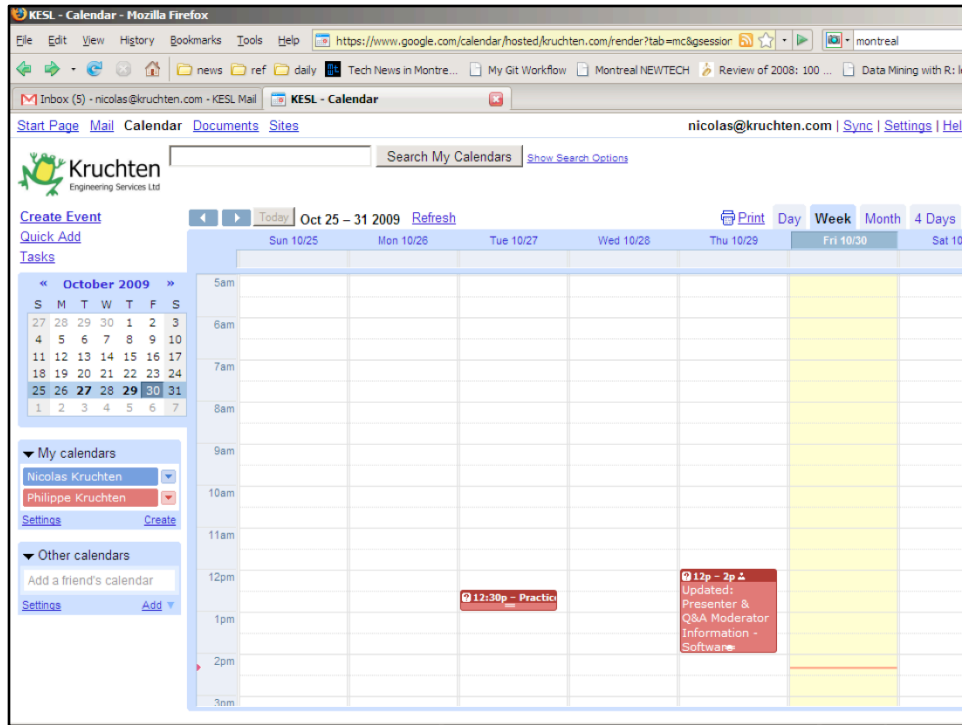 KESL - Calendar - Mozilla Firefox
File Edit View History Bookmarks Tools Help https://www.google.com/calendar/hosted/kruchten.com/render?tab=mc&gsession montreal
news ref daily Tech News in Montre... My Git Workflow Montreal NEWTECH Review of 2008: 100 ... Data Mining with R: le
Inbox (5) - nicolas@kruchten.com - KESL Mail KESL - Calendar
Start Page Mail Calendar Documents Sites nicolas@kruchten.com | Sync | Settings | Hel
Kruchten
Engineering Services Ltd
Search My Calendars Show Search Options
Create Event
Quick Add
Tasks
Today Oct 25 – 31 2009 Refresh Print Day Week Month 4 Days
Sun 10/25 Mon 10/26 Tue 10/27 Wed 10/28 Thu 10/29 Fri 10/30 Sat 10
« October 2009 »
S M T W T F S
27 28 29 30 1 2 3
4 5 6 7 8 9 10
11 12 13 14 15 16 17
18 19 20 21 22 23 24
25 26 27 28 29 30 31
1 2 3 4 5 6 7
My calendars
Nicolas Kruchten
Philippe Kruchten
Settings Create
Other calendars
Add a friend's calendar
Settings Add
5am
6am
7am
8am
9am
10am
11am
12pm
1pm
2pm
3pm
12:30p – Practic
12p – 2p
Updated:
Presenter &
Q&A Moderator
Information -
Software